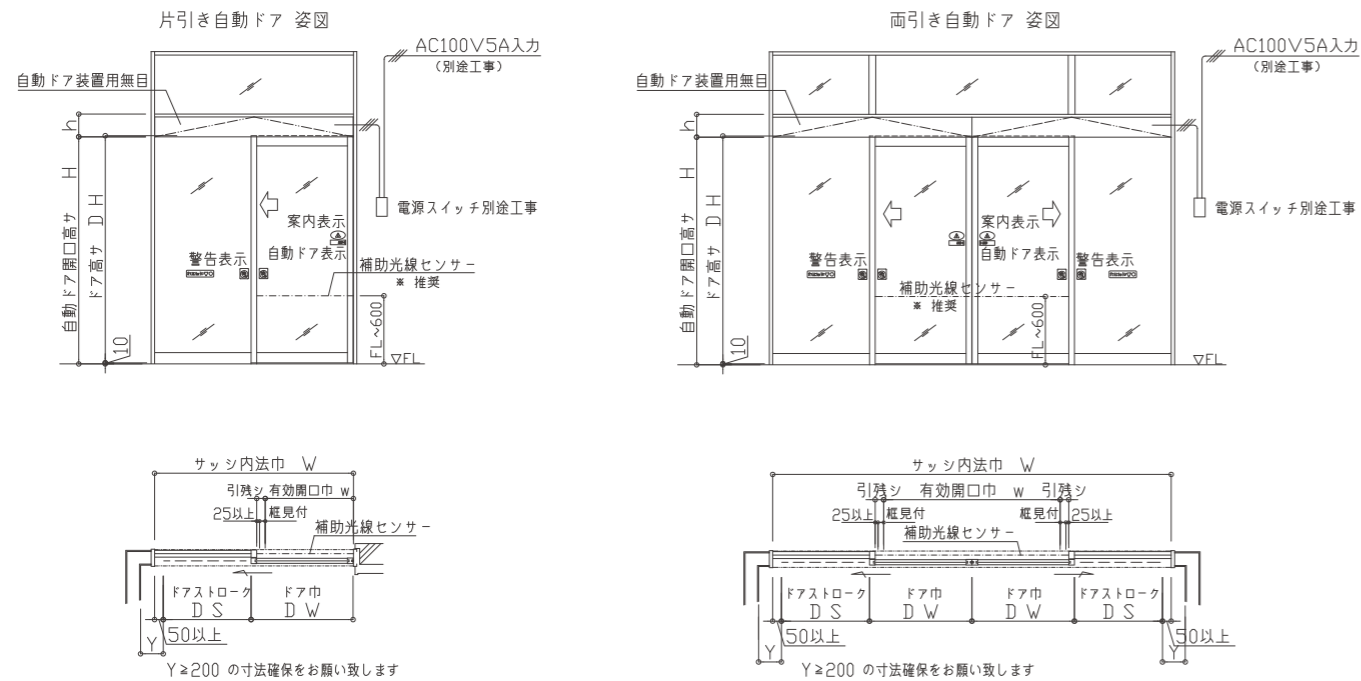 片引き自動ドア 姿図
AC100V5A入力
(別途工事)
自動ドア装置用無目
h
自動ドア開口高サ H
ドア高サ DH
10
電源スイッチ別途工事
案内表示
自動ドア表示
警告表示
補助光線センサー
※ 推奨
FL~600
▽FL
サッシ内法巾 W
引残シ 有効開口巾 w
25以上 框見付
補助光線センサー
ドアストローク
DS
ドア巾
DW
50以上
Y
Y≧200 の寸法確保をお願い致します
両引き自動ドア 姿図
AC100V5A入力
(別途工事)
自動ドア装置用無目
h
自動ドア開口高サ H
ドア高サ DH
10
電源スイッチ別途工事
案内表示
自動ドア表示
警告表示
警告表示
補助光線センサー
※ 推奨
FL~600
▽FL
サッシ内法巾 W
引残シ 有効開口巾 w 引残シ
25以上 框見付 框見付 25以上
補助光線センサー
ドアストローク ドア巾 ドア巾 ドアストローク
DS DW DW DS
50以上 50以上
Y Y
Y≧200 の寸法確保をお願い致します